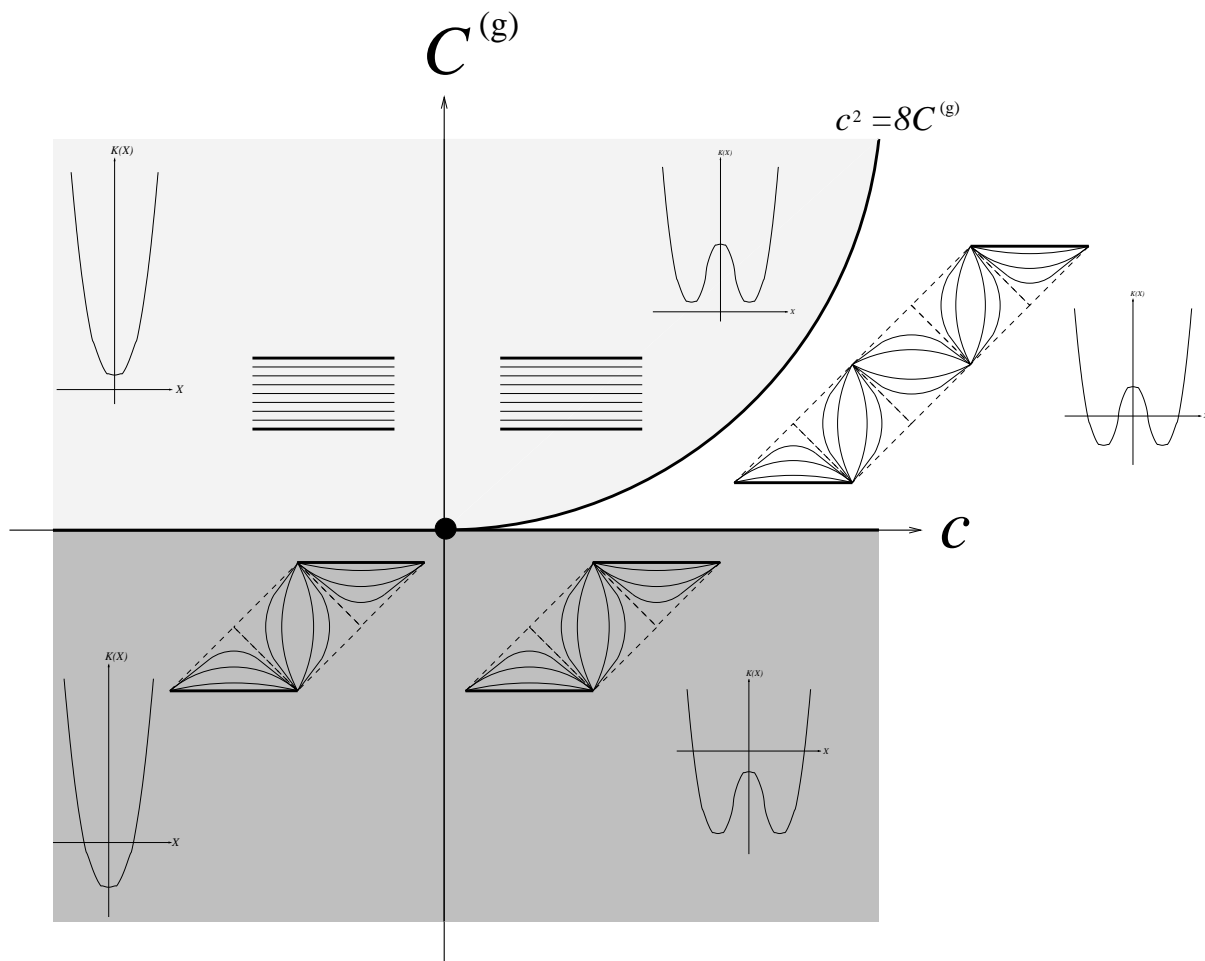 C (g)
c² =8C (g)
K(X)
K(X)
X
X
K(X)
c
K(X)
X
K(X)
X